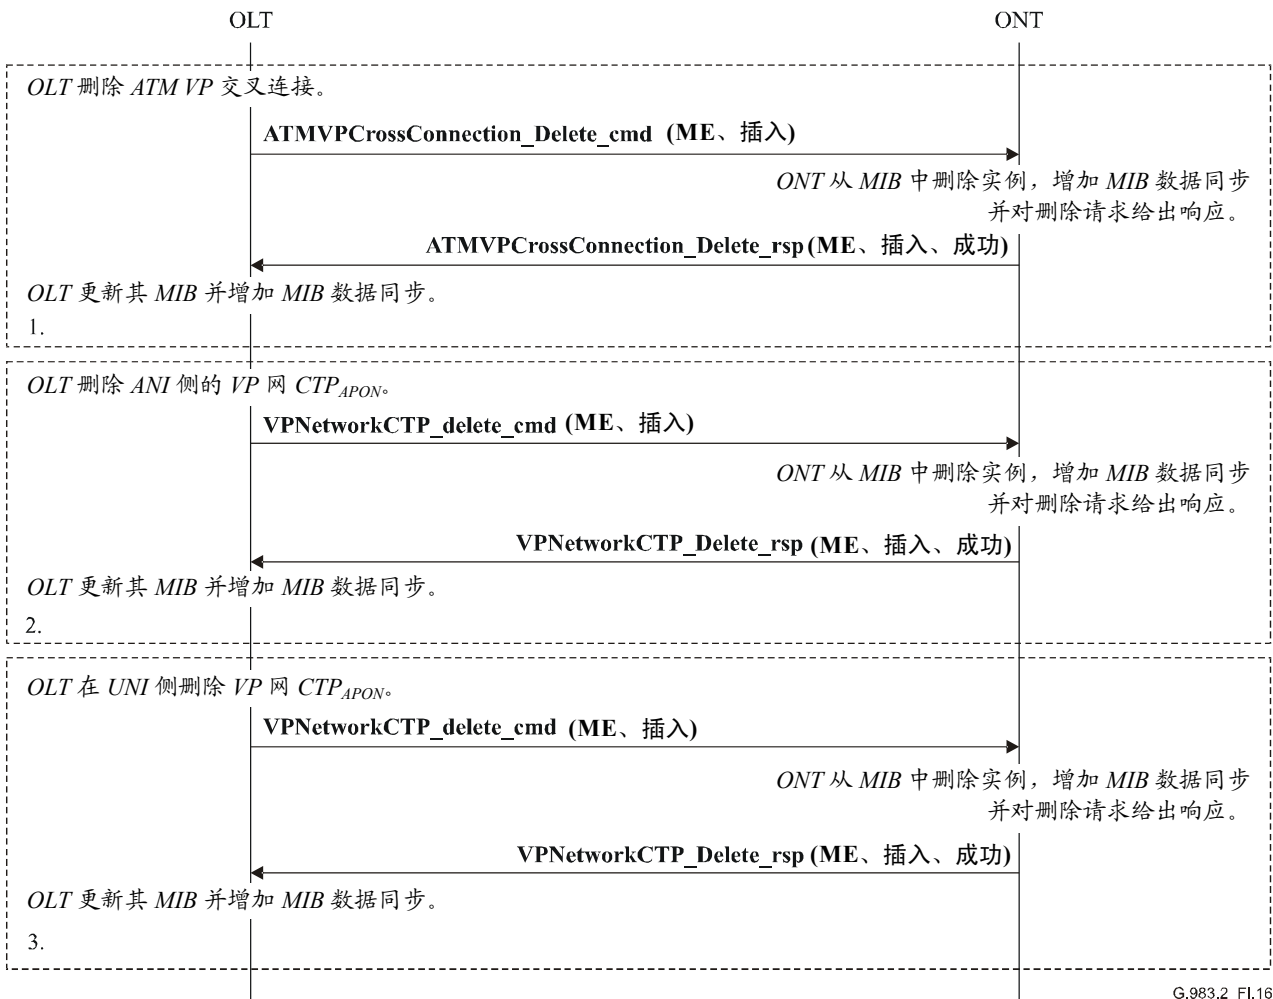 OLT
ONT
OLT 删除 ATM VP 交叉连接。
ATMVPCrossConnection_Delete_cmd (ME、插入)
ONT 从 MIB 中删除实例，增加 MIB 数据同步
并对删除请求给出响应。
ATMVPCrossConnection_Delete_rsp (ME、插入、成功)
OLT 更新其 MIB 并增加 MIB 数据同步。
1.
OLT 删除 ANI 侧的 VP 网 CTP_APON。
VPNetworkCTP_delete_cmd (ME、插入)
ONT 从 MIB 中删除实例，增加 MIB 数据同步
并对删除请求给出响应。
VPNetworkCTP_Delete_rsp (ME、插入、成功)
OLT 更新其 MIB 并增加 MIB 数据同步。
2.
OLT 在 UNI 侧删除 VP 网 CTP_APON。
VPNetworkCTP_delete_cmd (ME、插入)
ONT 从 MIB 中删除实例，增加 MIB 数据同步
并对删除请求给出响应。
VPNetworkCTP_Delete_rsp (ME、插入、成功)
OLT 更新其 MIB 并增加 MIB 数据同步。
3.
G.983.2_FI.16